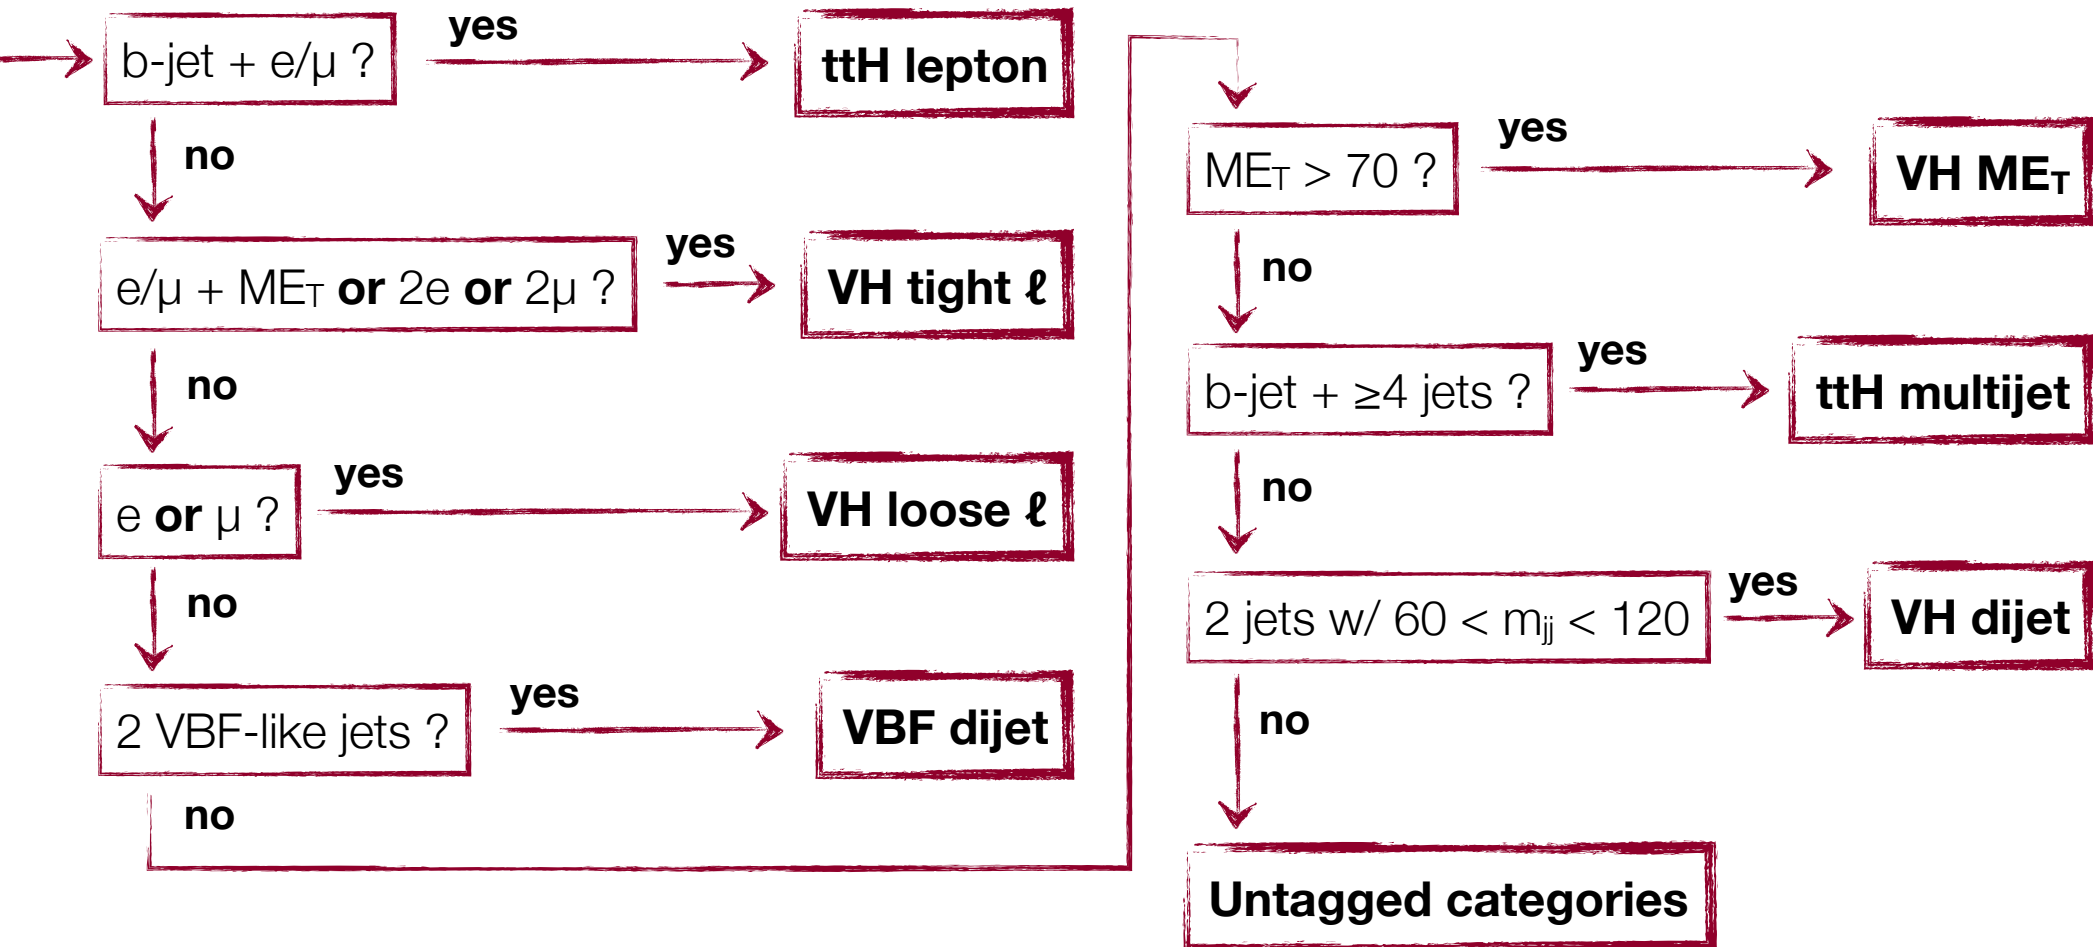 b-jet + e/μ ?
yes
ttH lepton
no
e/μ + MET or 2e or 2μ ?
yes
VH tight ℓ
no
e or μ ?
yes
VH loose ℓ
no
2 VBF-like jets ?
yes
VBF dijet
no
MET > 70 ?
yes
VH MET
no
b-jet + ≥4 jets ?
yes
ttH multijet
no
2 jets w/ 60 < mjj < 120
yes
VH dijet
no
Untagged categories